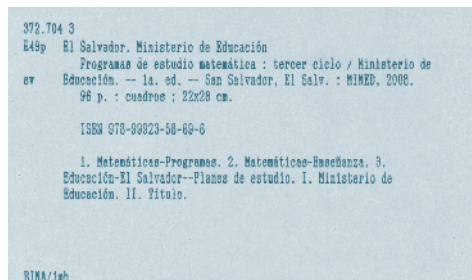 372.704 3
E49p El Salvador. Ministerio de Educación
Programas de estudio matemática : tercer ciclo / Ministerio de
sv Educación. -- 1a. ed. -- San Salvador, El Salv. : MINED, 2008.
96 p. : cuadros ; 22x28 cm.
ISBN 978-99923-58-69-6
1. Matemáticas-Programas. 2. Matemáticas-Enseñanza. 3.
Educación-El Salvador--Planes de estudio. I. Ministerio de
Educación. II. Título.
BINA/jmh